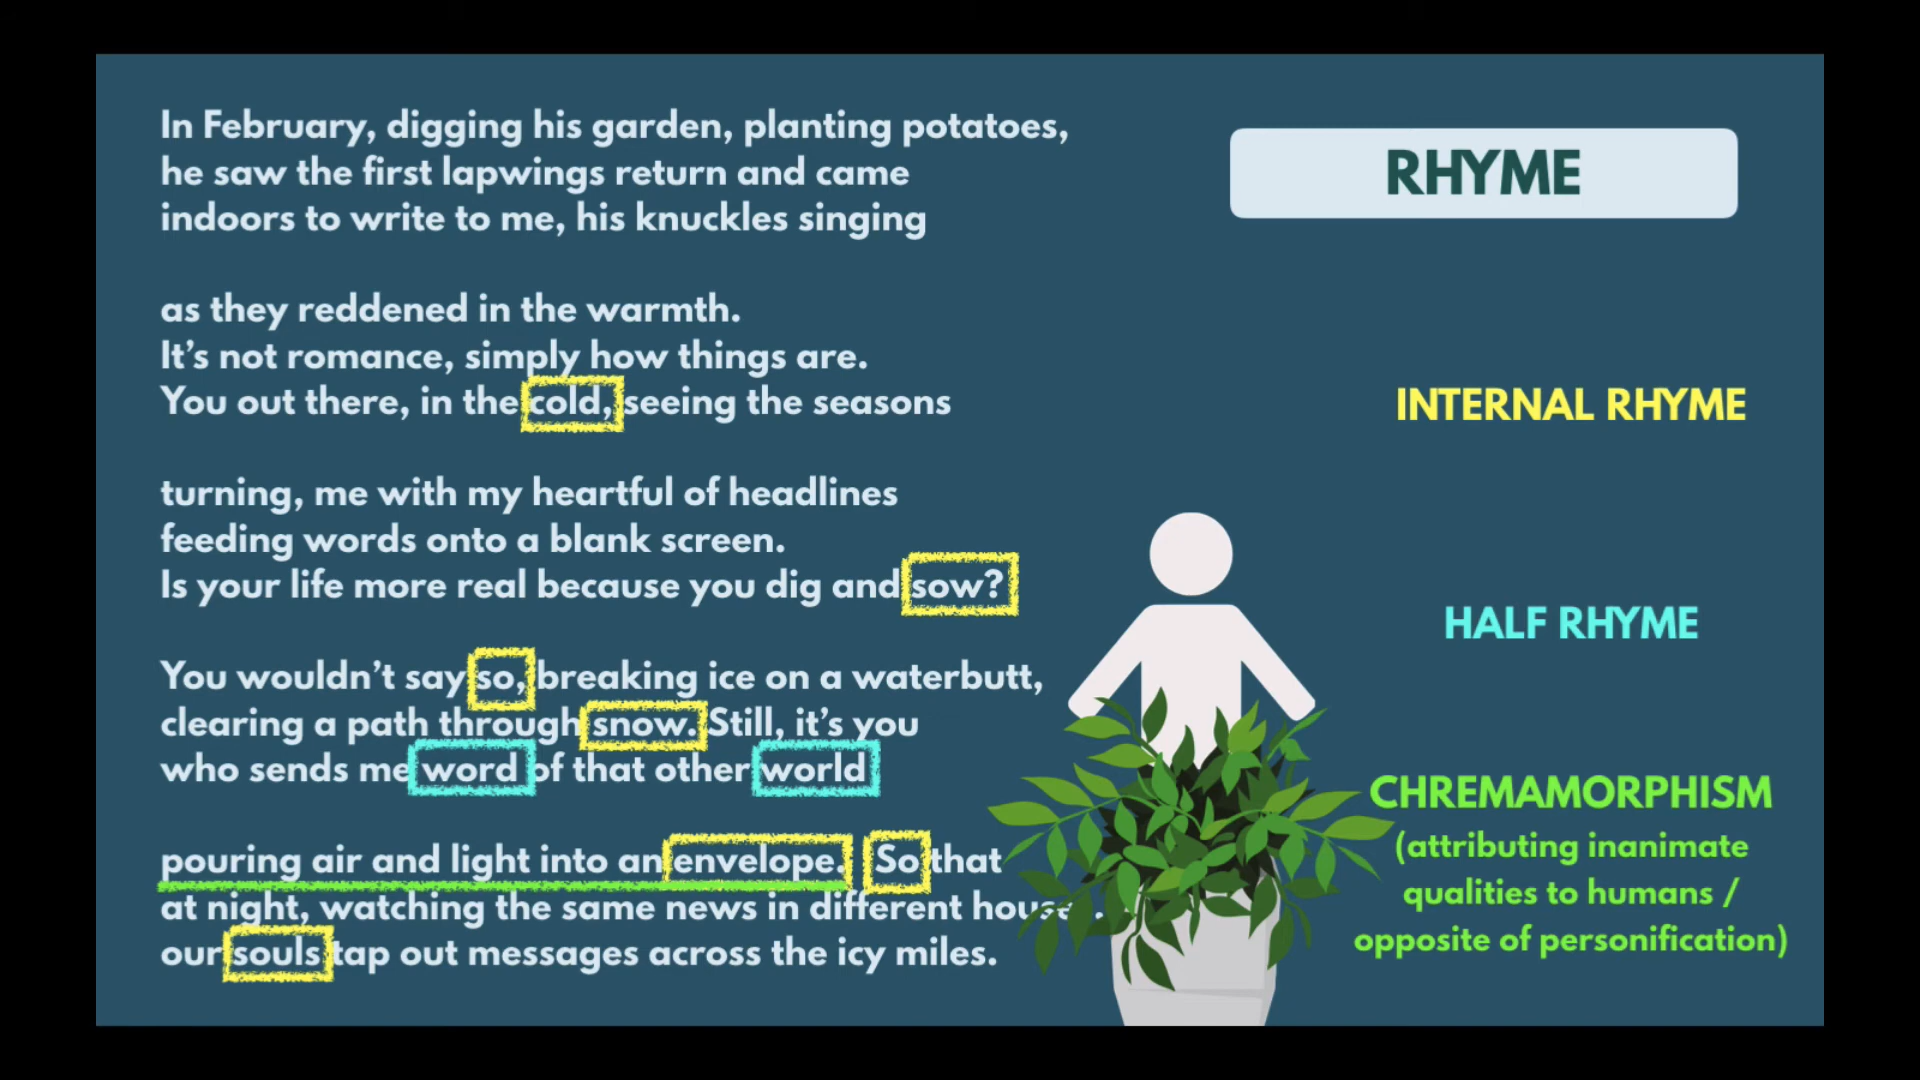 In February, digging his garden, planting potatoes,
he saw the first lapwings return and came
indoors to write to me, his knuckles singing
as they reddened in the warmth.
It's not romance, simply how things are.
You out there, in the cold, seeing the seasons
turning, me with my heartful of headlines
feeding words onto a blank screen.
Is your life more real because you dig and sow?
You wouldn't say so, breaking ice on a waterbutt,
clearing a path through snow. Still, it's you
who sends me word of that other world
pouring air and light into an envelope. So that
at night, watching the same news in different
our souls tap out messages across the icy miles.
RHYME
INTERNAL RHYME
HALF RHYME
CHREMAMORPHISM
(attributing inanimate
qualities to humans /
opposite of personification)